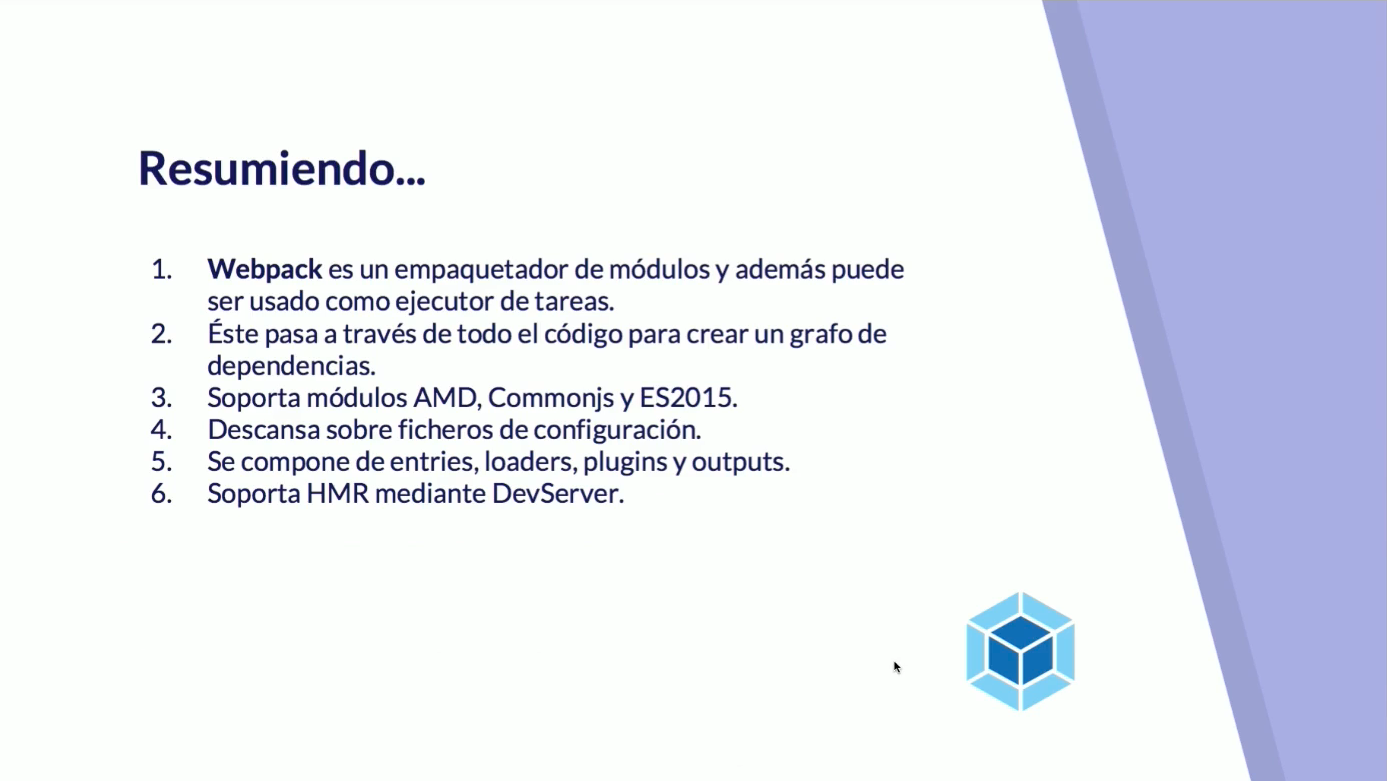 Resumiendo...
1. Webpack es un empaquetador de módulos y además puede
ser usado como ejecutor de tareas.
2. Éste pasa a través de todo el código para crear un grafo de
dependencias.
3. Soporta módulos AMD, Commonjs y ES2015.
4. Descansa sobre ficheros de configuración.
5. Se compone de entries, loaders, plugins y outputs.
6. Soporta HMR mediante DevServer.